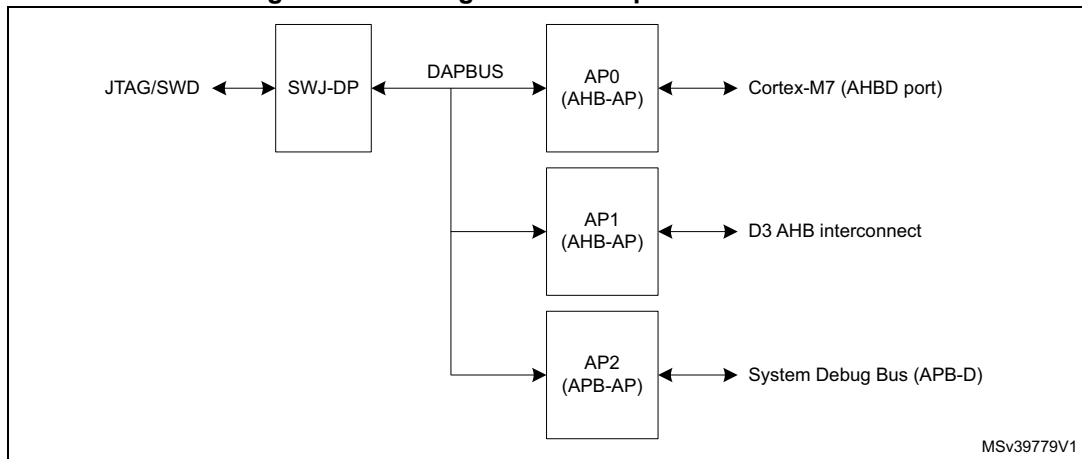 JTAG/SWD
SWJ-DP
DAPBUS
AP0
(AHB-AP)
Cortex-M7 (AHBD port)
AP1
(AHB-AP)
D3 AHB interconnect
AP2
(APB-AP)
System Debug Bus (APB-D)
MSv39779V1